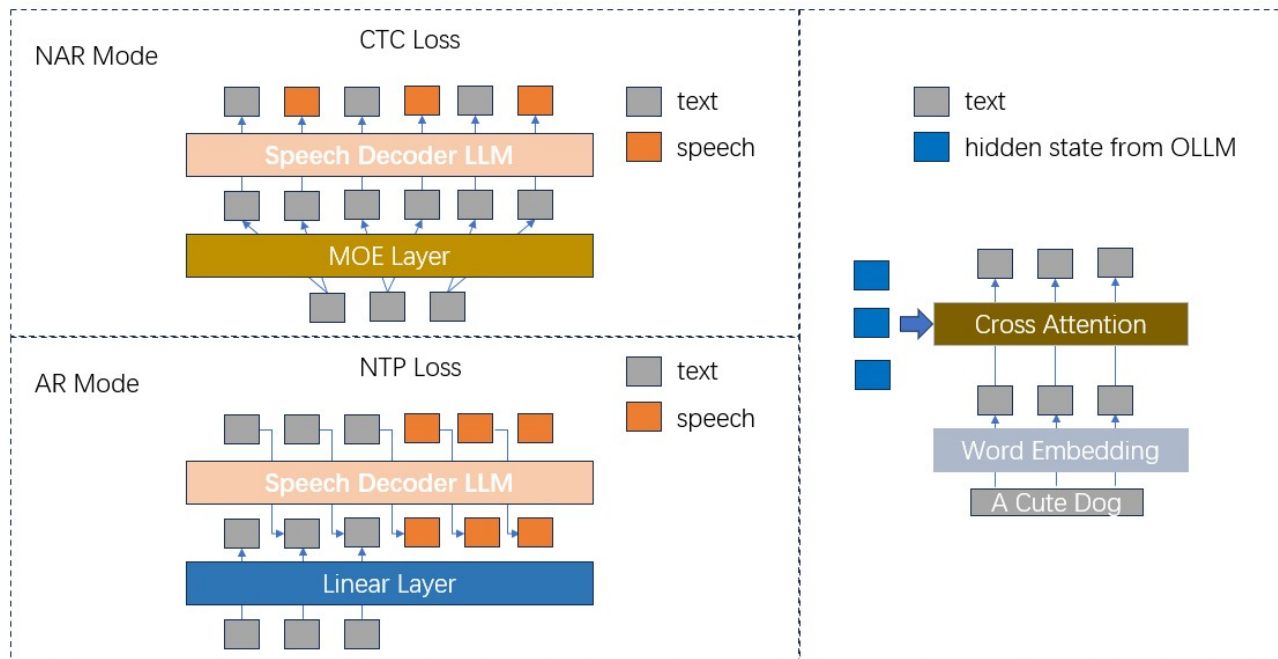 NAR Mode
CTC Loss
text
speech
Speech Decoder LLM
MOE Layer
AR Mode
NTP Loss
text
speech
Speech Decoder LLM
Linear Layer
text
hidden state from OLLM
Cross Attention
Word Embedding
A Cute Dog